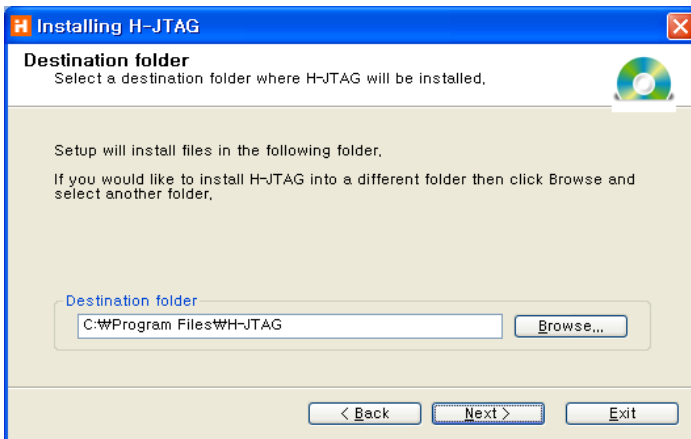 H Installing H-JTAG
Destination folder
Select a destination folder where H-JTAG will be installed,
Setup will install files in the following folder,
If you would like to install H-JTAG into a different folder then click Browse and
select another folder,
Destination folder
C:₩Program Files₩H-JTAG
Browse,,,
< Back
Next >
Exit